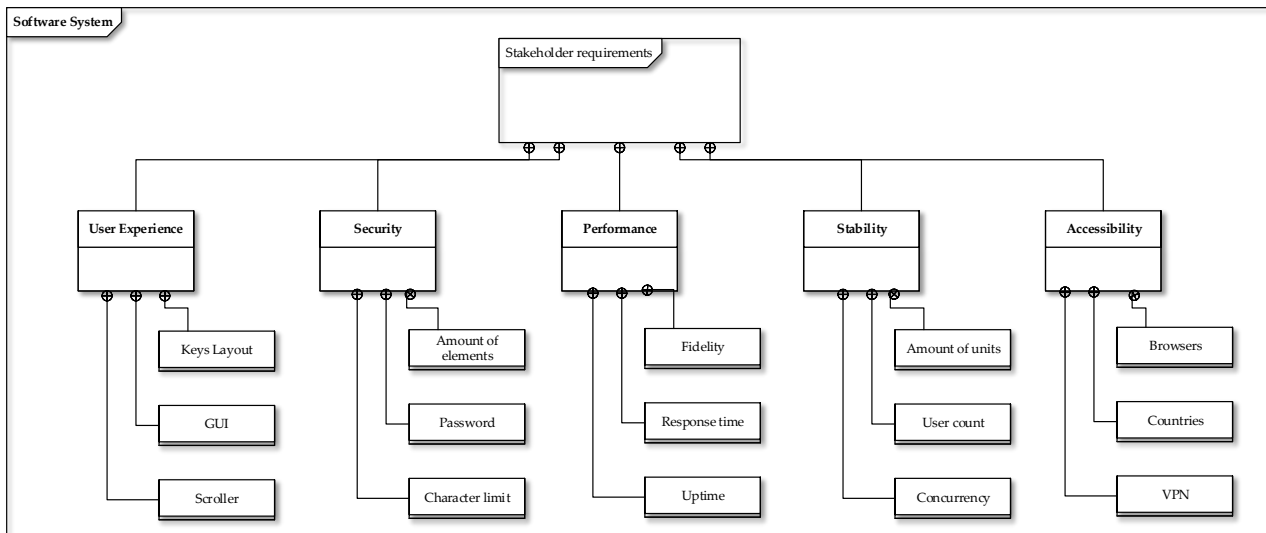 Software System
Stakeholder requirements
User Experience
Security
Performance
Stability
Accessibility
Keys Layout
Amount of
elements
Fidelity
Amount of units
Browsers
GUI
Password
Response time
User count
Countries
Scroller
Character limit
Uptime
Concurrency
VPN